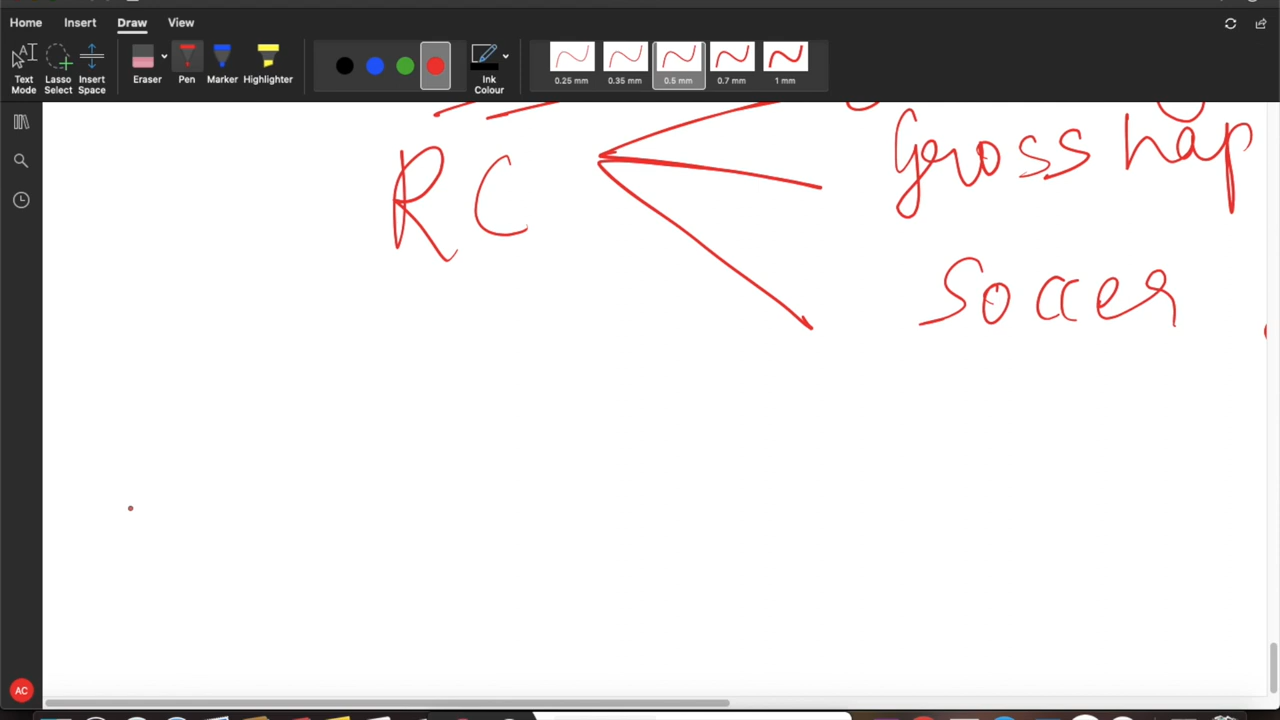 Home Insert Draw View
Text Mode
Lasso Select
Insert Space
Eraser
Pen
Marker
Highlighter
Ink Colour
0.25 mm
0.35 mm
0.5 mm
0.7 mm
1 mm
Gross hap
RC
Soccer
AC